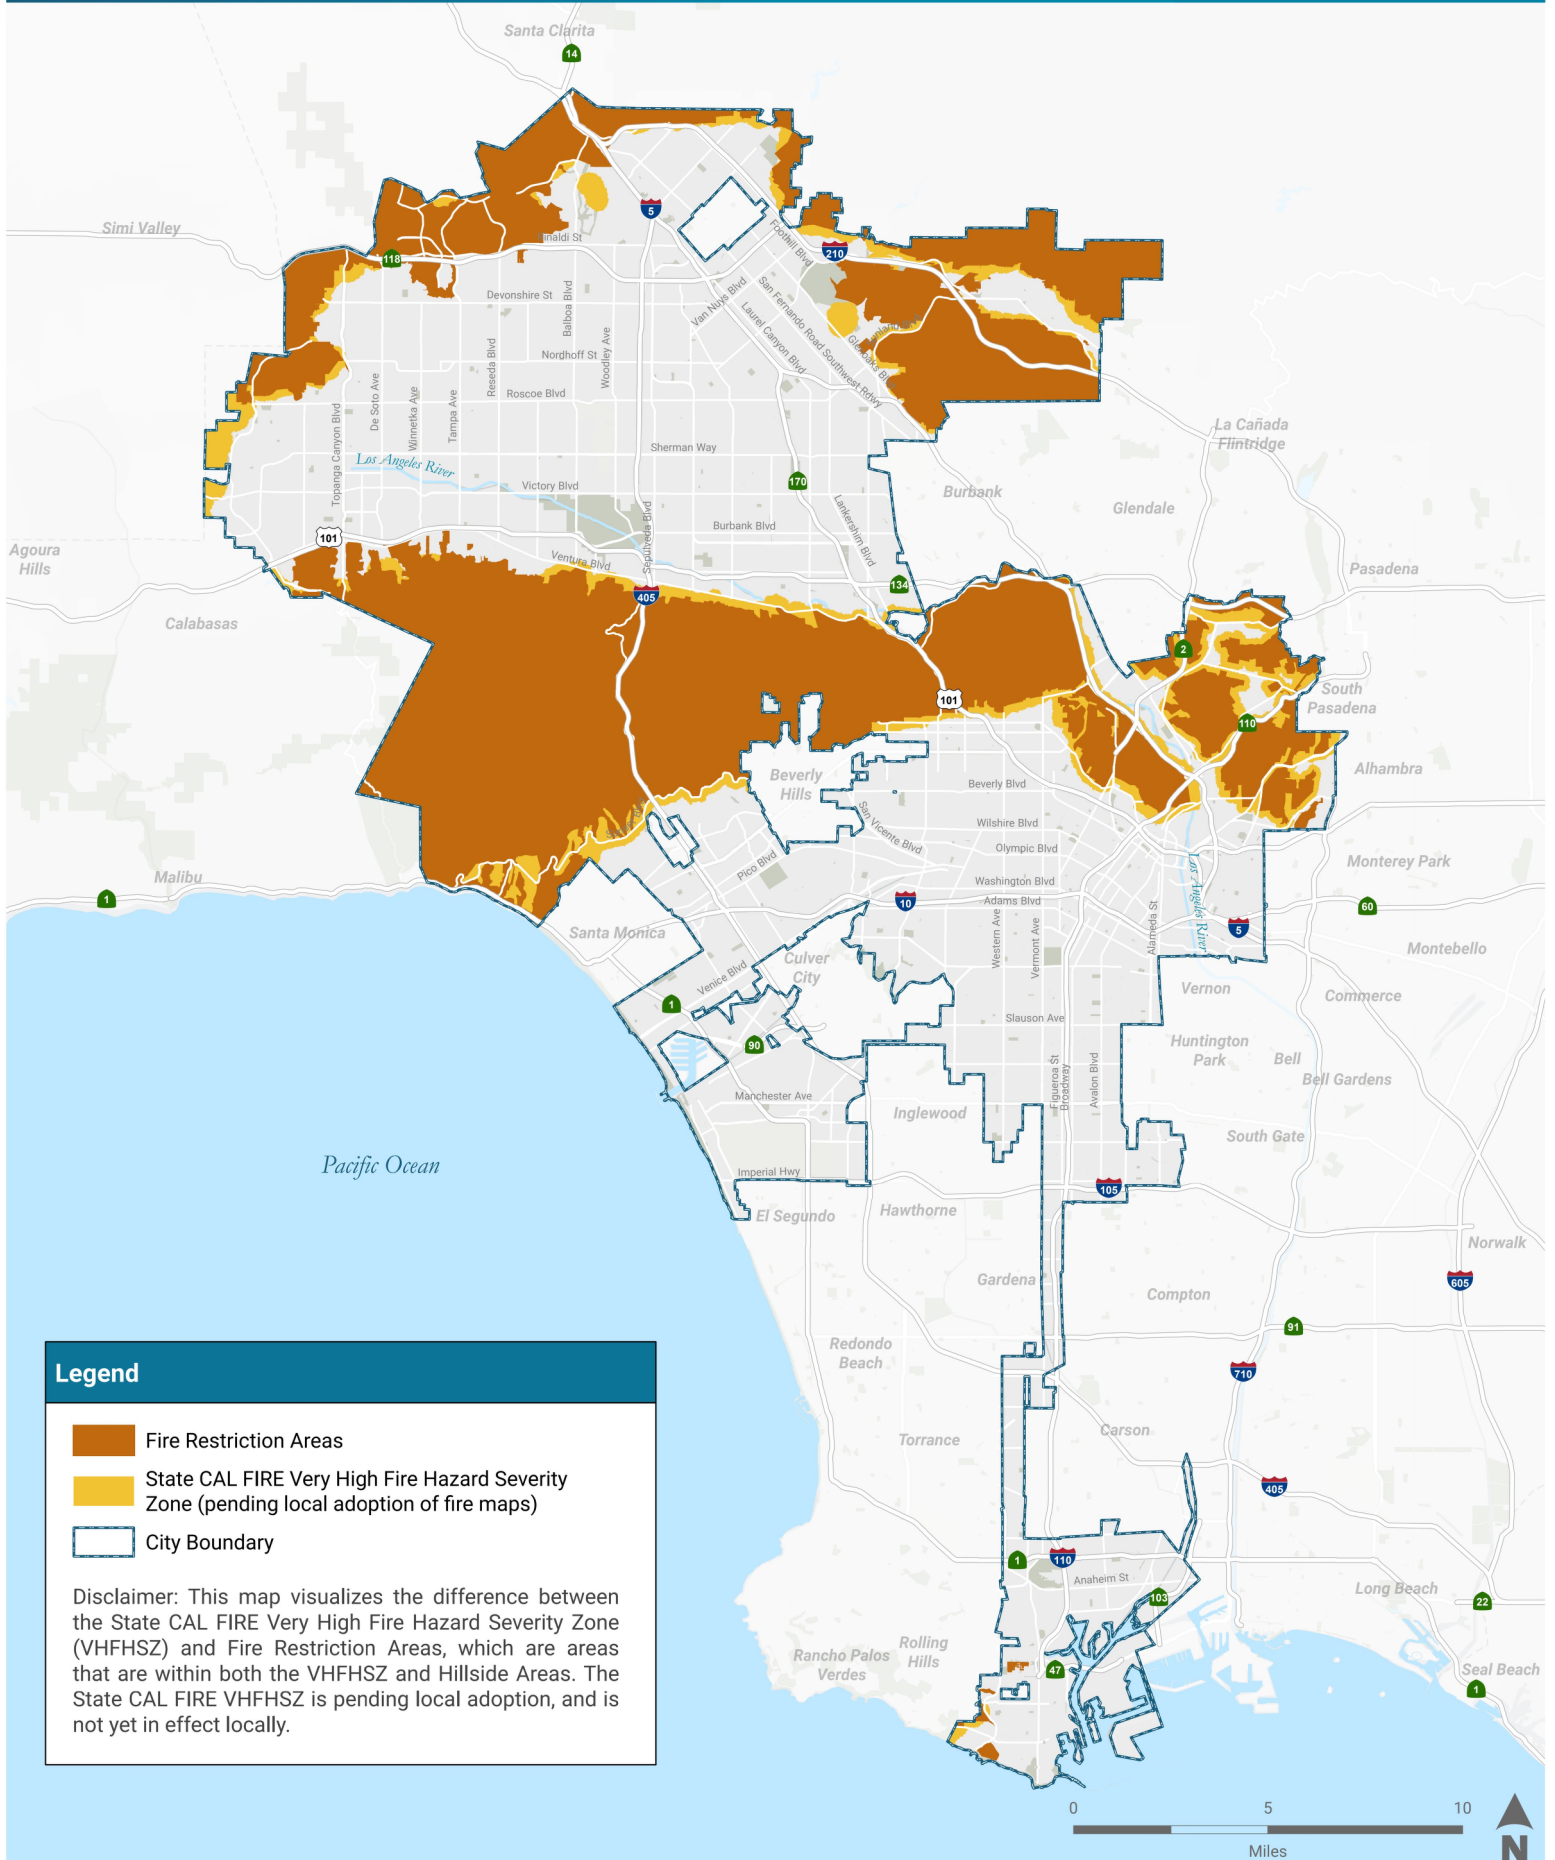 Santa Clarita
14
Simi Valley
5
118
Rinaldi St
Foothill Blvd
210
Devonshire St
Balboa Blvd
Van Nuys Blvd
San Fernando Road Southwest Rdwy
Laurel Canyon Blvd
Glenoaks Blvd
Nordhoff St
Woodley Ave
Reseda Blvd
De Soto Ave
Winnetka Ave
Tampa Ave
Roscoe Blvd
Topanga Canyon Blvd
Sherman Way
La Cañada
Flintridge
Los Angeles River
Victory Blvd
170
Burbank
Glendale
Lankershim Blvd
Sepulveda Blvd
Burbank Blvd
101
Agoura
Hills
Ventura Blvd
Pasadena
134
405
Calabasas
2
South
Pasadena
101
110
Beverly
Hills
Alhambra
Beverly Blvd
San Vicente Blvd
Wilshire Blvd
Olympic Blvd
Pico Blvd
Monterey Park
Malibu
1
Washington Blvd
Adams Blvd
10
Los Angeles River
60
5
Santa Monica
Western Ave
Vermont Ave
Alameda St
Montebello
Culver
City
Venice Blvd
Vernon
Commerce
1
Slauson Ave
90
Huntington
Park
Bell
Bell Gardens
Figueroa St
Broadway
Avalon Blvd
Manchester Ave
Inglewood
South Gate
Pacific Ocean
Imperial Hwy
105
El Segundo
Hawthorne
Norwalk
Gardena
605
Compton
91
Redondo
Beach
710
Carson
Torrance
405
1
110
Anaheim St
Long Beach
103
22
Rolling
Hills
Rancho Palos
Verdes
47
Seal Beach
1
Legend
Fire Restriction Areas
State CAL FIRE Very High Fire Hazard Severity
Zone (pending local adoption of fire maps)
City Boundary
Disclaimer: This map visualizes the difference between
the State CAL FIRE Very High Fire Hazard Severity Zone
(VHFHSZ) and Fire Restriction Areas, which are areas
that are within both the VHFHSZ and Hillside Areas. The
State CAL FIRE VHFHSZ is pending local adoption, and is
not yet in effect locally.
0 5 10
Miles
N